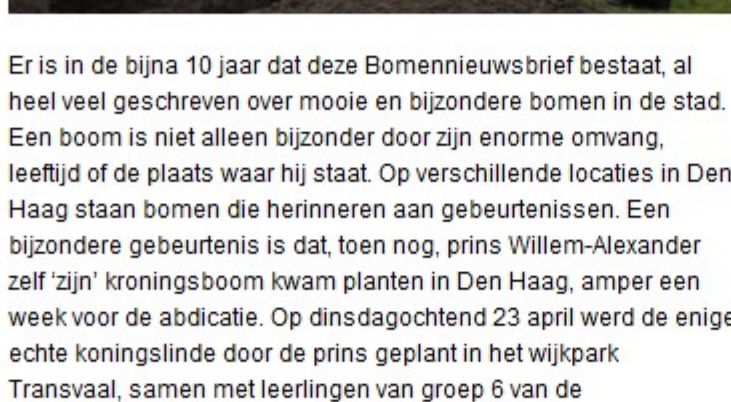 Er is in de bijna 10 jaar dat deze Bomennieuwsbrief bestaat, al
heel veel geschreven over mooie en bijzondere bomen in de stad.
Een boom is niet alleen bijzonder door zijn enorme omvang,
leeftijd of de plaats waar hij staat. Op verschillende locaties in Den
Haag staan bomen die herinneren aan gebeurtenissen. Een
bijzondere gebeurtenis is dat, toen nog, prins Willem-Alexander
zelf ‘zijn’ kroningsboom kwam planten in Den Haag, amper een
week voor de abdicatie. Op dinsdagochtend 23 april werd de enige
echte koningslinde door de prins geplant in het wijkpark
Transvaal, samen met leerlingen van groep 6 van de